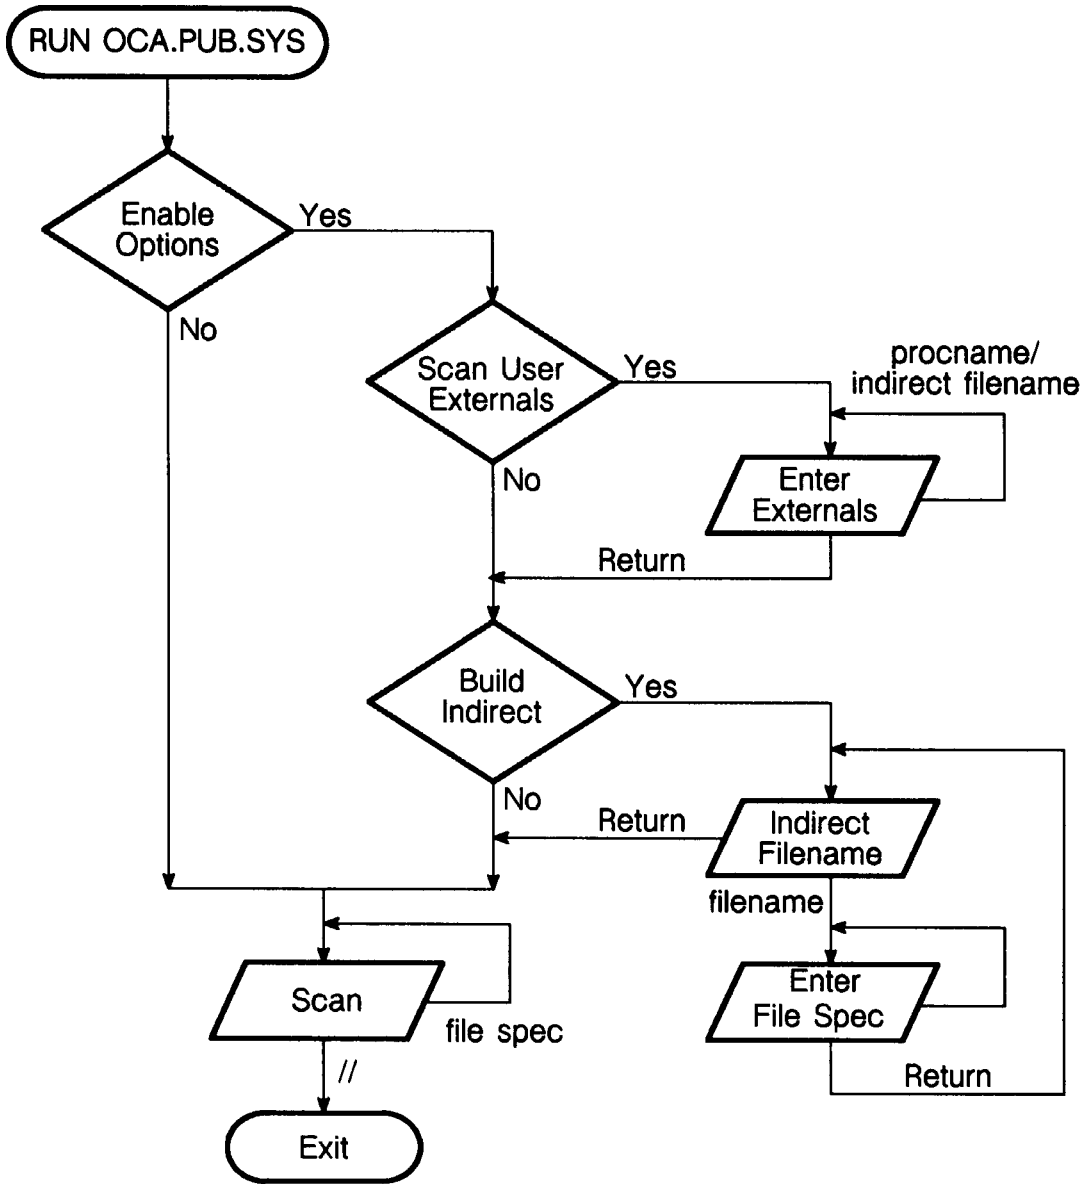 RUN OCA.PUB.SYS
Enable
Options
Yes
No
Scan User
Externals
Yes
No
procname/
indirect filename
Enter
Externals
Return
Build
Indirect
Yes
No
Return
Indirect
Filename
filename
Enter
File Spec
Return
Scan
file spec
//
Exit